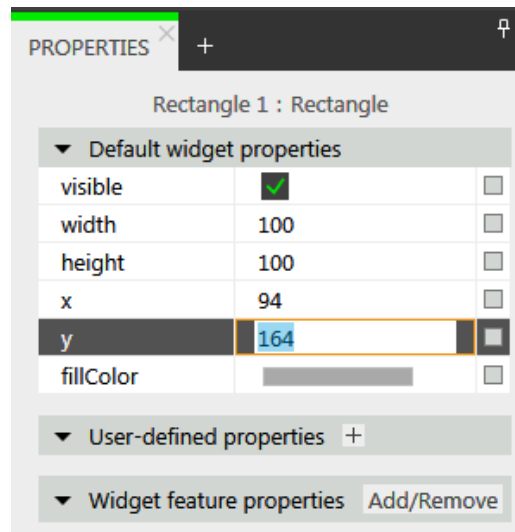 PROPERTIES
Rectangle 1 : Rectangle
Default widget properties
visible
width 100
height 100
x 94
y 164
fillColor
User-defined properties +
Widget feature properties Add/Remove